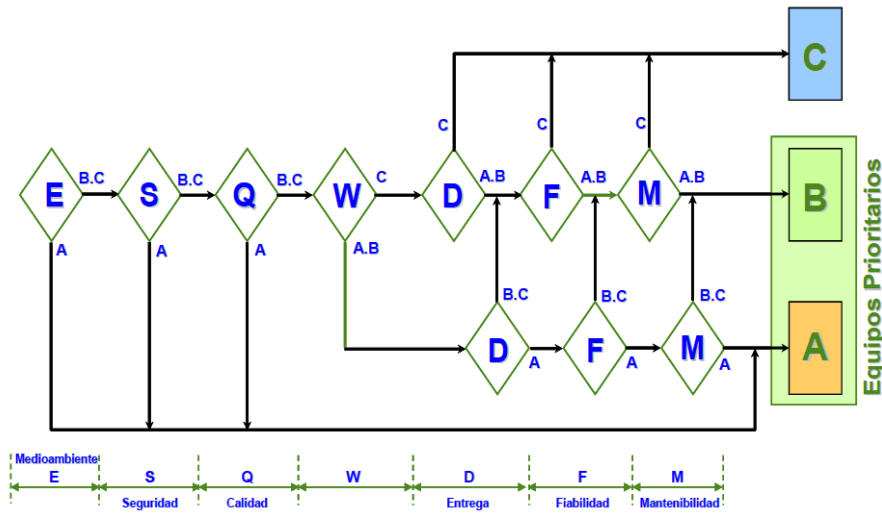 C
C
C
C
E
B.C
S
B.C
Q
B.C
W
C
D
A.B
F
A.B
M
A.B
B
A
A
A
A.B
B.C
B.C
B.C
D
A
F
A
M
A
A
Equipos Prioritarios
Medioambiente
E
S
Q
W
D
F
M
Seguridad
Calidad
Entrega
Fiabilidad
Mantenibilidad